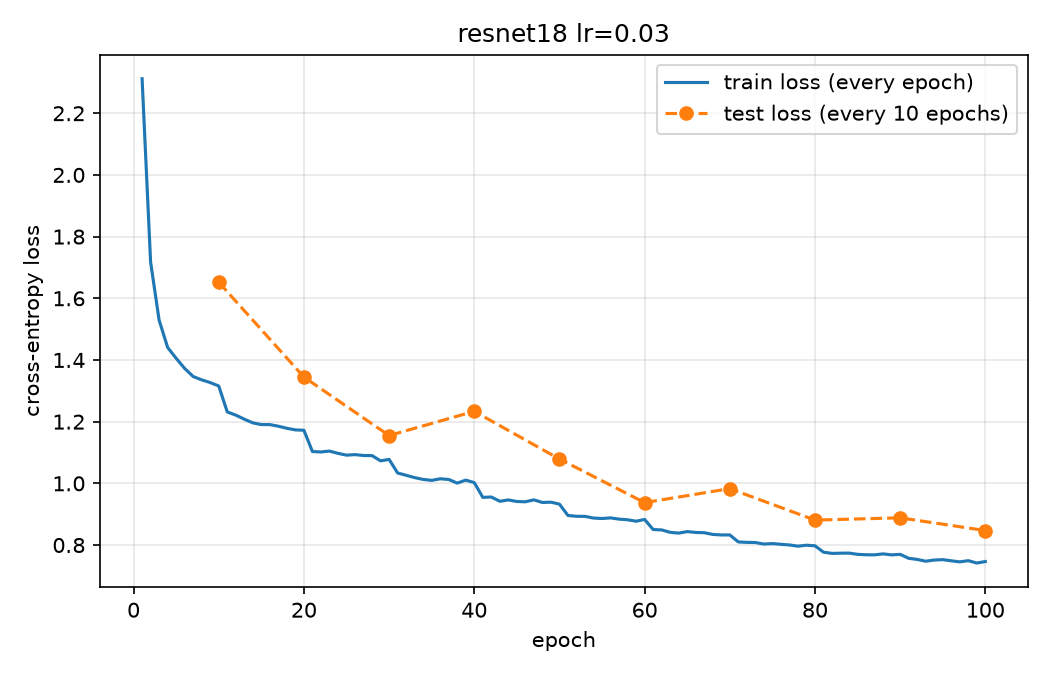 resnet18 lr=0.03
train loss (every epoch)
test loss (every 10 epochs)
cross-entropy loss
2.2
2.0
1.8
1.6
1.4
1.2
1.0
0.8
0 20 40 60 80 100
epoch